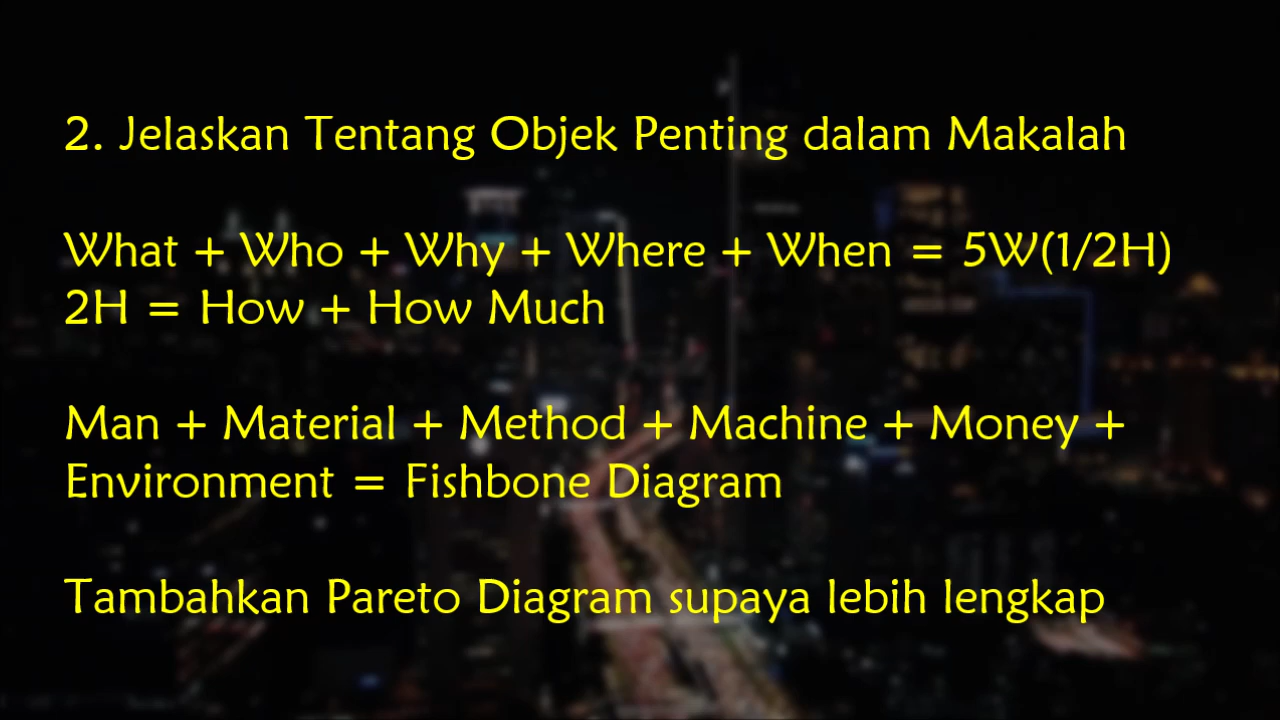 2. Jelaskan Tentang Objek Penting dalam Makalah
What + Who + Why + Where + When = 5W(1/2H)
2H = How + How Much
Man + Material + Method + Machine + Money +
Environment = Fishbone Diagram
Tambahkan Pareto Diagram supaya lebih lengkap